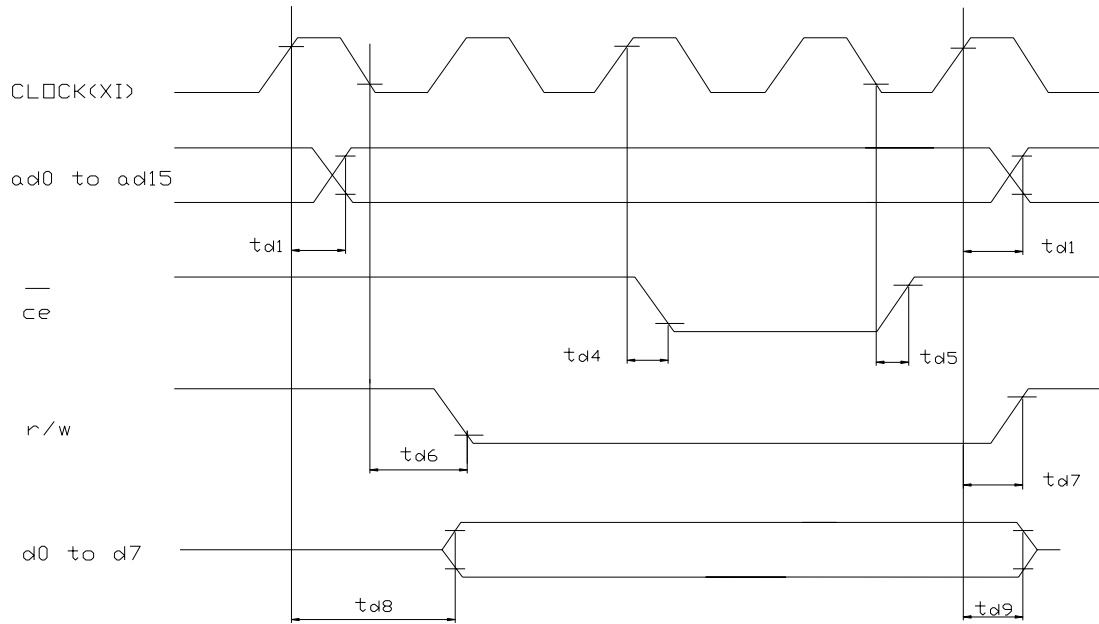 CLOCK(XI)
ad0 to ad15
td1
td1
ce
td4
td5
r/w
td6
td7
d0 to d7
td8
td9